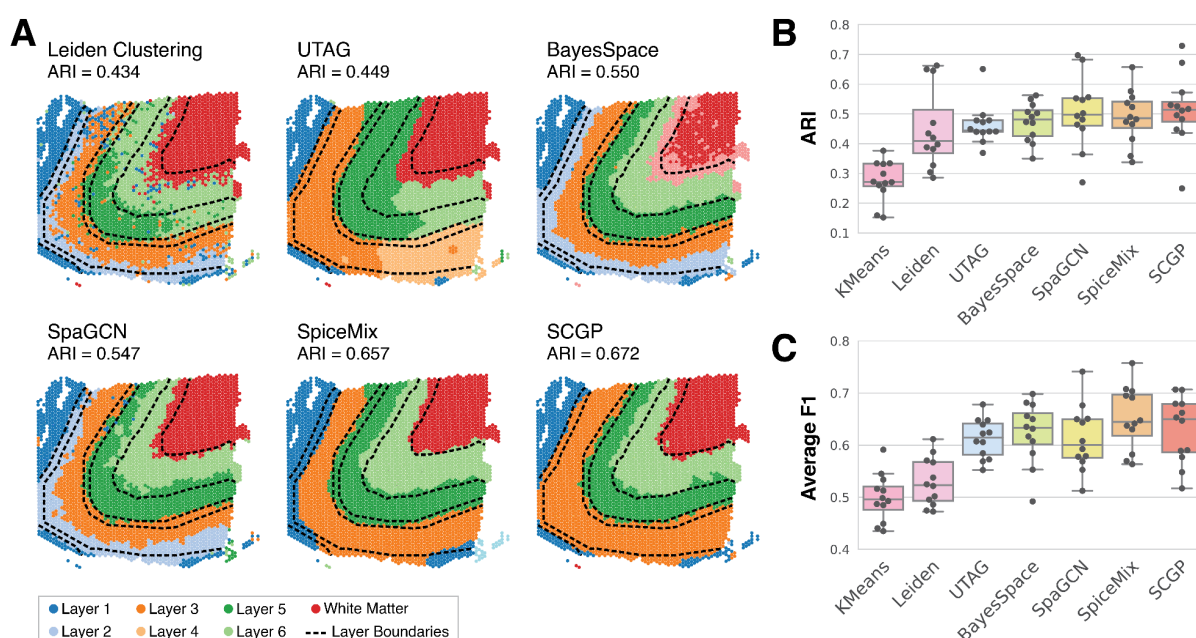 A
Leiden Clustering
ARI = 0.434
UTAG
ARI = 0.449
BayesSpace
ARI = 0.550
SpaGCN
ARI = 0.547
SpiceMix
ARI = 0.657
SCGP
ARI = 0.672
Layer 1
Layer 3
Layer 5
White Matter
Layer 2
Layer 4
Layer 6
Layer Boundaries
B
ARI
0.8
0.7
0.6
0.5
0.4
0.3
0.2
0.1
KMeans
Leiden
UTAG
BayesSpace
SpaGCN
SpiceMix
SCGP
C
Average F1
0.8
0.7
0.6
0.5
0.4
KMeans
Leiden
UTAG
BayesSpace
SpaGCN
SpiceMix
SCGP